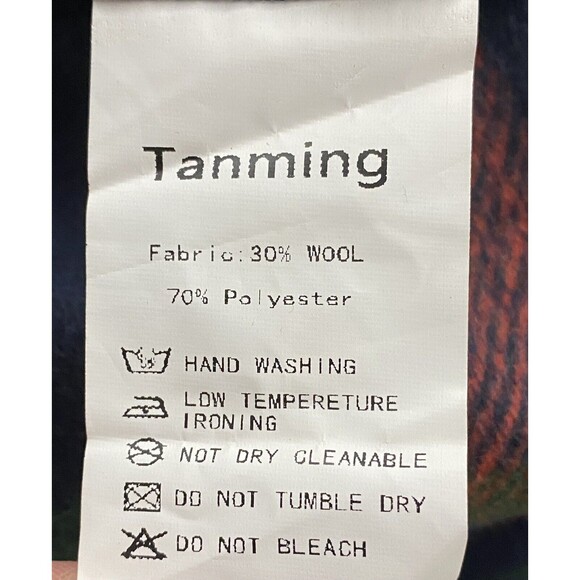 Tanming
Fabric:30% WOOL
70% Polyester
HAND WASHING
LOW TEMPERETURE
IRONING
NOT DRY CLEANABLE
DO NOT TUMBLE DRY
DO NOT BLEACH